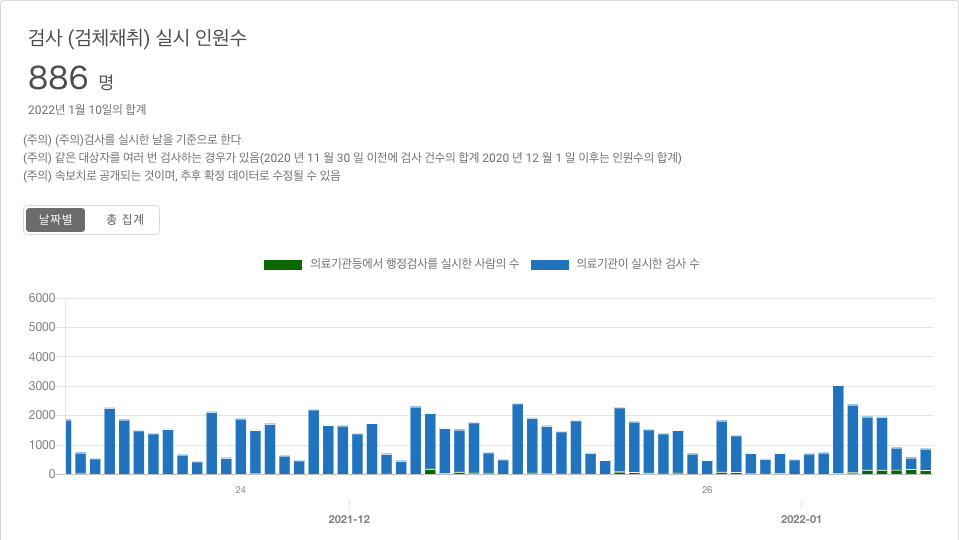 검사 (검체채취) 실시 인원수
886 명
2022년 1월 10일의 합계
(주의) (주의)검사를 실시한 날을 기준으로 한다
(주의) 같은 대상자를 여러 번 검사하는 경우가 있음(2020 년 11 월 30 일 이전에 검사 건수의 합계 2020 년 12 월 1 일 이후는 인원수의 합계)
(주의) 속보치로 공개되는 것이며, 추후 확정 데이터로 수정될 수 있음
날짜별 총 집계
의료기관등에서 행정검사를 실시한 사람의 수 의료기관이 실시한 검사 수
6000
5000
4000
3000
2000
1000
0
24 26
2021-12 2022-01